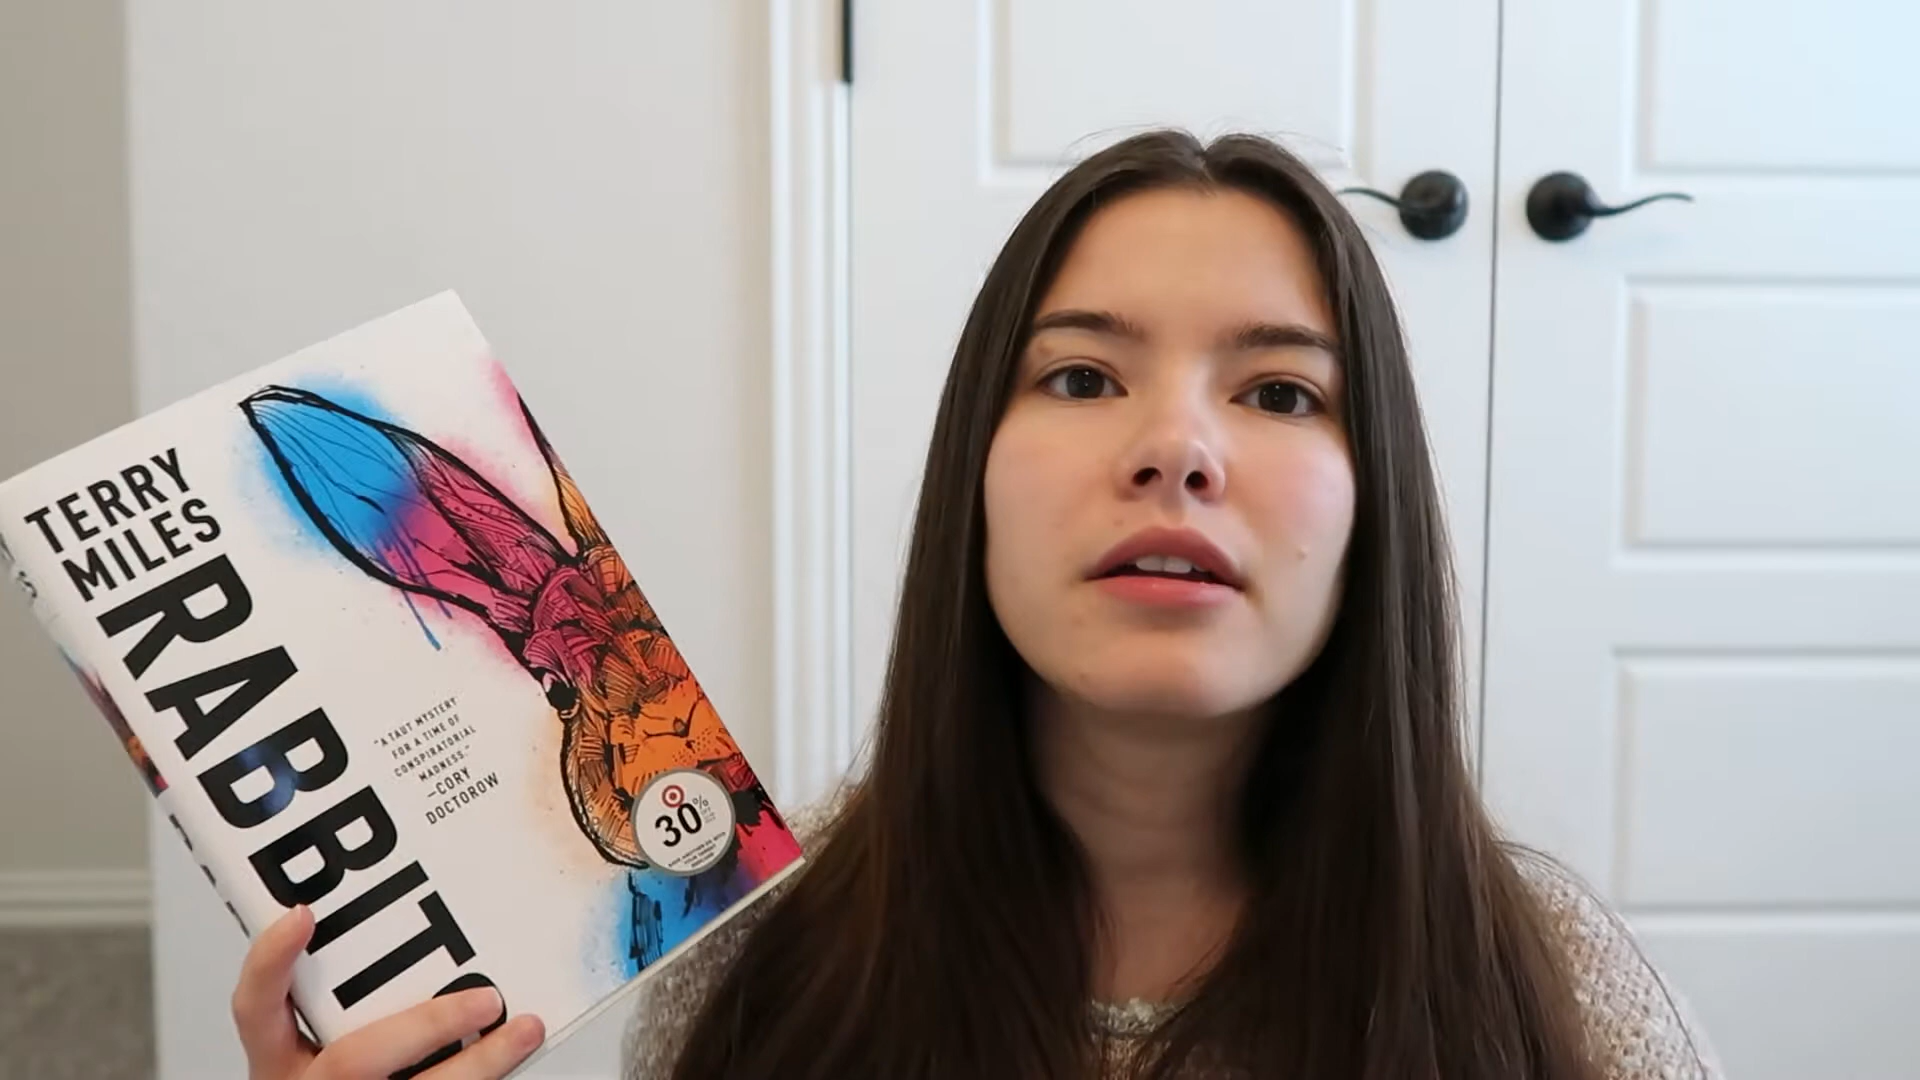 TERRY
MILES
RABBITS
"A TAUT MYSTERY
FOR A TIME OF
CONSPIRATORIAL
MADNESS."
—CORY
DOCTOROW
30%